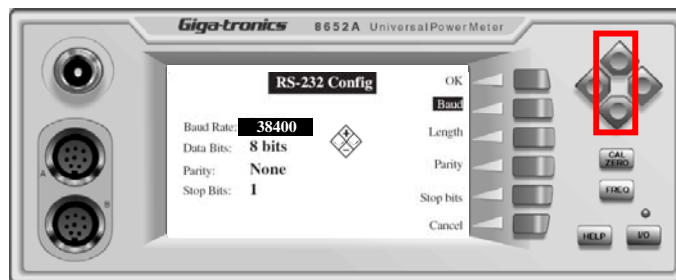 Giga-tronics 8652A Universal Power Meter
RS-232 Config
OK
Baud
Baud Rate: 38400
Length
Data Bits: 8 bits
Parity: None
Parity
Stop Bits: 1
Stop bits
Cancel
A
B
CAL
ZERO
FREQ
HELP
I/O